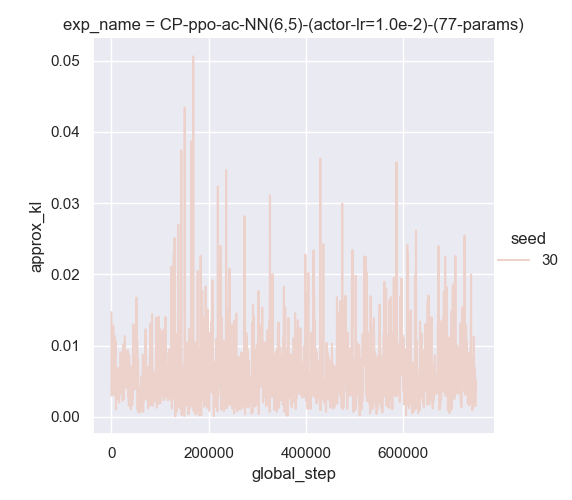 exp_name = CP-ppo-ac-NN(6,5)-(actor-lr=1.0e-2)-(77-params)
0.05
0.04
0.03
0.02
0.01
0.00
approx_kl
0
200000
400000
600000
global_step
seed
30